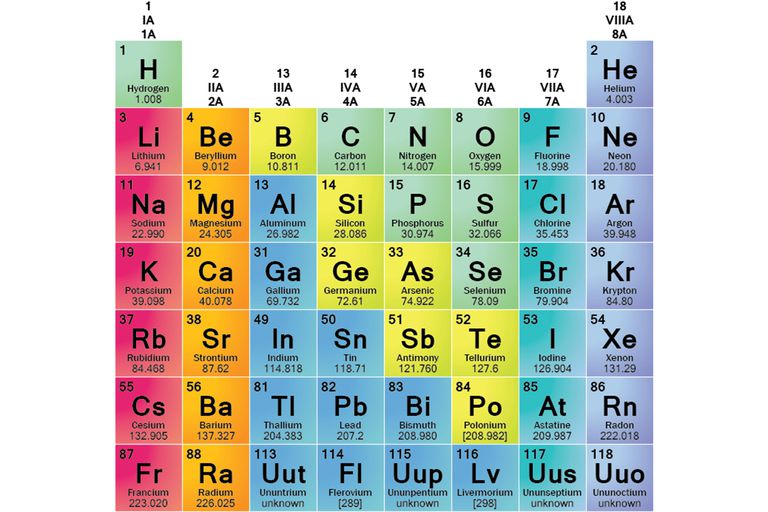 1 18
IA VIIIA
1A 8A
1 2
H He
Hydrogen Helium
1.008 4.003
2 13 14 15 16 17
IIA IIIA IVA VA VIA VIIA
2A 3A 4A 5A 6A 7A
3 4 5 6 7 8 9 10
Li Be B C N O F Ne
Lithium Beryllium Boron Carbon Nitrogen Oxygen Fluorine Neon
6.941 9.012 10.811 12.011 14.007 15.999 18.998 20.180
11 12 13 14 15 16 17 18
Na Mg Al Si P S Cl Ar
Sodium Magnesium Aluminum Silicon Phosphorus Sulfur Chlorine Argon
22.990 24.305 26.982 28.086 30.974 32.066 35.453 39.948
19 20 31 32 33 34 35 36
K Ca Ga Ge As Se Br Kr
Potassium Calcium Gallium Germanium Arsenic Selenium Bromine Krypton
39.098 40.078 69.732 72.61 74.922 78.09 79.904 84.80
37 38 49 50 51 52 53 54
Rb Sr In Sn Sb Te I Xe
Rubidium Strontium Indium Tin Antimony Tellurium Iodine Xenon
84.468 87.62 114.818 118.71 121.760 127.6 126.904 131.29
55 56 81 82 83 84 85 86
Cs Ba Tl Pb Bi Po At Rn
Cesium Barium Thallium Lead Bismuth Polonium Astatine Radon
132.905 137.327 204.383 207.2 208.980 [208.982] 209.987 222.018
87 88 113 114 115 116 117 118
Fr Ra Uut Fl Uup Lv Uus Uuo
Francium Radium Ununtrium Flerovium Ununpentium Livermorium Ununseptium Ununoctium
223.020 226.025 unknown [289] unknown [298] unknown unknown